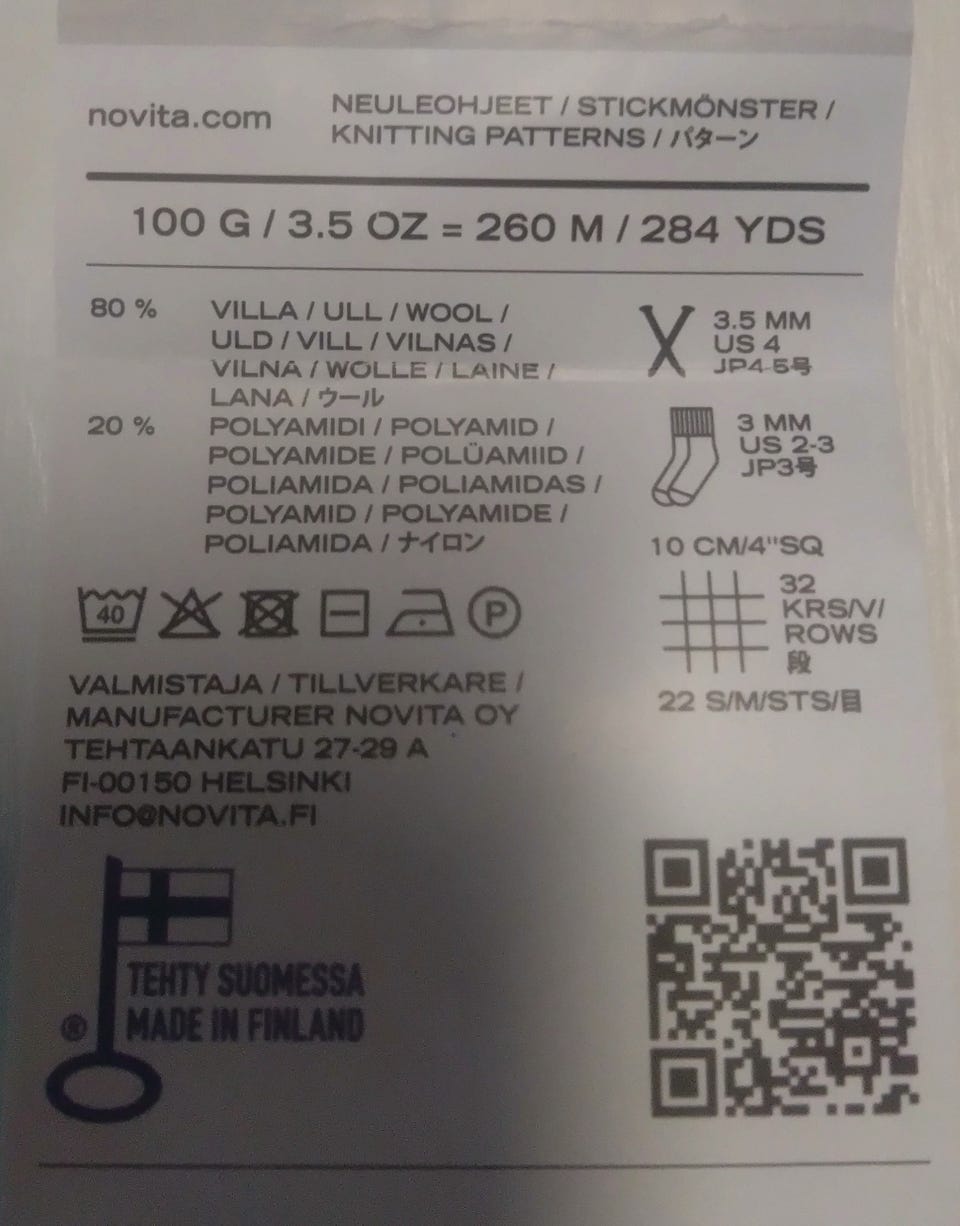 novita.com
NEULEOHJEET / STICKMÖNSTER /
KNITTING PATTERNS / パターン
100 G / 3.5 OZ = 260 M / 284 YDS
80 % VILLA / ULL / WOOL /
ULD / VILL / VILNAS /
VILNA / WOLLE / LAINE /
LANA / ウール
20 % POLYAMIDI / POLYAMID /
POLYAMIDE / POLÜAMIID /
POLIAMIDA / POLIAMIDAS /
POLYAMID / POLYAMIDE /
POLIAMIDA / ナイロン
3.5 MM
US 4
JP4-5号
3 MM
US 2-3
JP3号
10 CM/4"SQ
32
KRS/V/
ROWS
段
22 S/M/STS/目
40
P
VALMISTAJA / TILLVERKARE /
MANUFACTURER NOVITA OY
TEHTAANKATU 27-29 A
FI-00150 HELSINKI
INFO@NOVITA.FI
TEHTY SUOMESSA
® MADE IN FINLAND